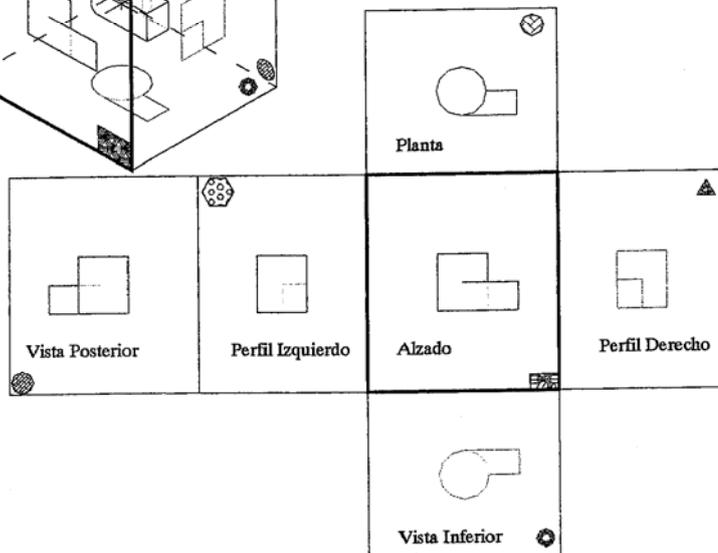 Planta
Vista Posterior
Perfil Izquierdo
Alzado
Perfil Derecho
Vista Inferior